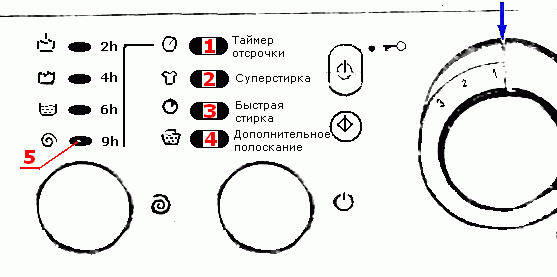 2h
4h
6h
9h
5
1 Таймер
отсрочки
2 Суперстирка
3 Быстрая
стирка
4 Дополнительное
полоскание
3 2 1